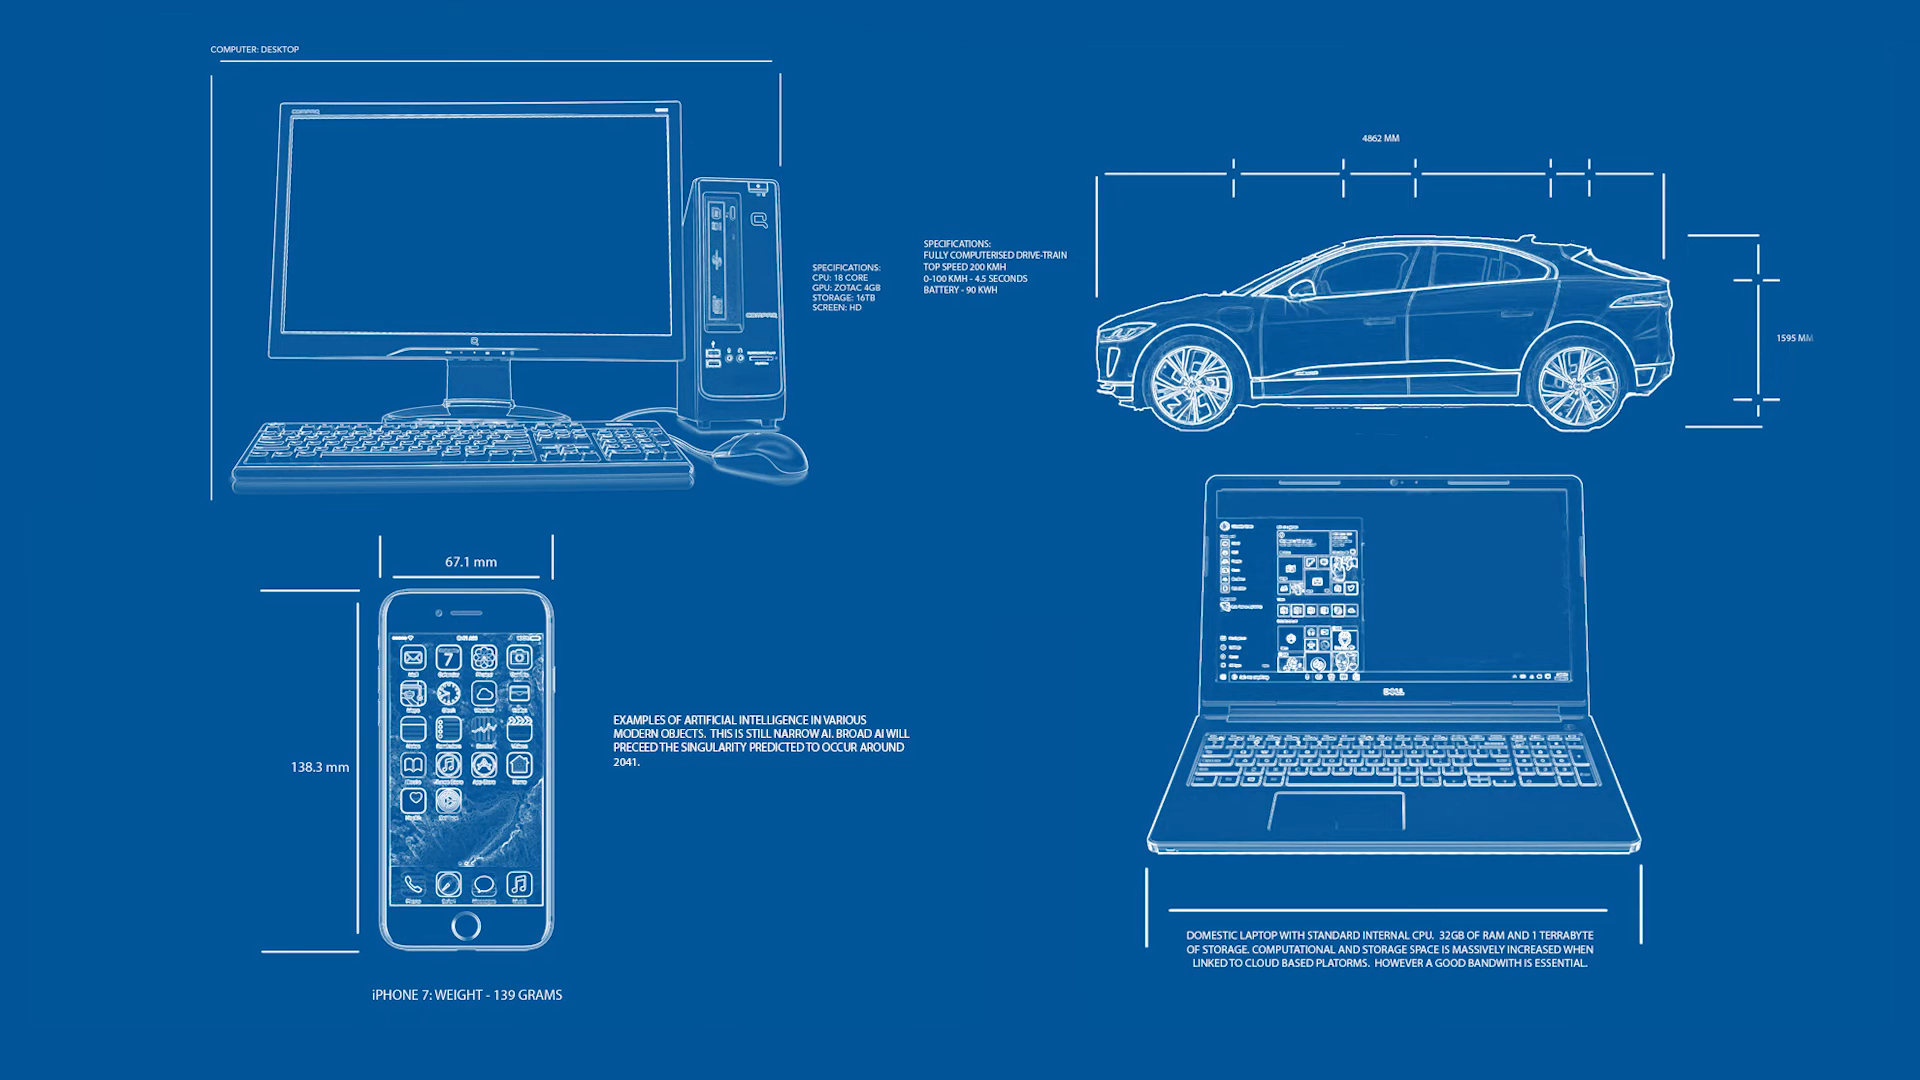 COMPUTER: DESKTOP
COMPAQ
COMPAQ
SPECIFICATIONS:
CPU: 18 CORE
GPU: ZOTAC 4GB
STORAGE: 16TB
SCREEN: HD
SPECIFICATIONS:
FULLY COMPUTERISED DRIVE-TRAIN
TOP SPEED 200 KMH
0-100 KMH - 4.5 SECONDS
BATTERY - 90 KWH
4862 MM
1595 MM
67.1 mm
138.3 mm
7
EXAMPLES OF ARTIFICIAL INTELLIGENCE IN VARIOUS
MODERN OBJECTS.  THIS IS STILL NARROW AI. BROAD AI WILL
PRECEED THE SINGULARITY PREDICTED TO OCCUR AROUND
2041.
iPHONE 7: WEIGHT - 139 GRAMS
DELL
DOMESTIC LAPTOP WITH STANDARD INTERNAL CPU.  32GB OF RAM AND 1 TERRABYTE
OF STORAGE. COMPUTATIONAL AND STORAGE SPACE IS MASSIVELY INCREASED WHEN
LINKED TO CLOUD BASED PLATORMS.  HOWEVER A GOOD BANDWITH IS ESSENTIAL.